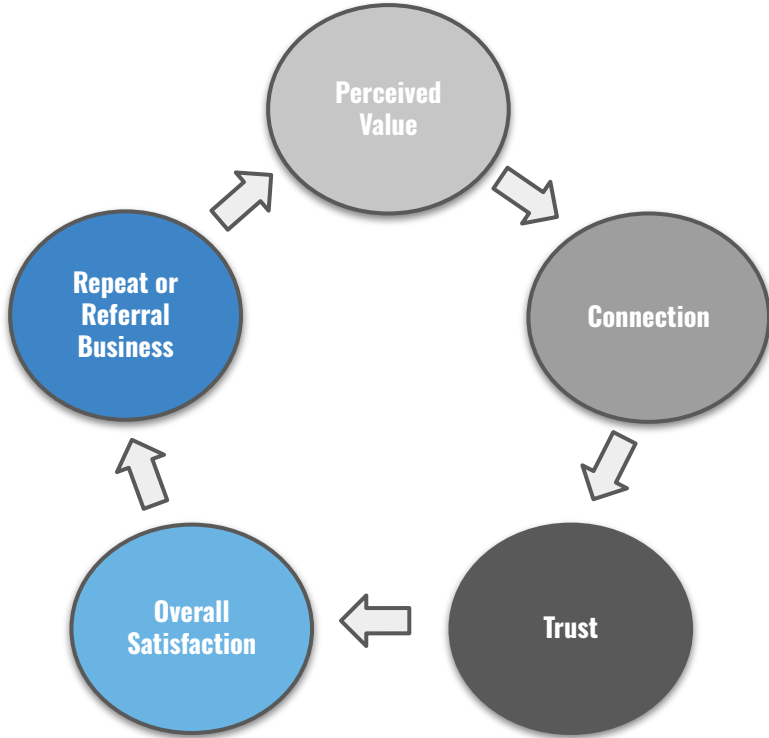 Perceived
Value
Connection
Trust
Overall
Satisfaction
Repeat or
Referral
Business